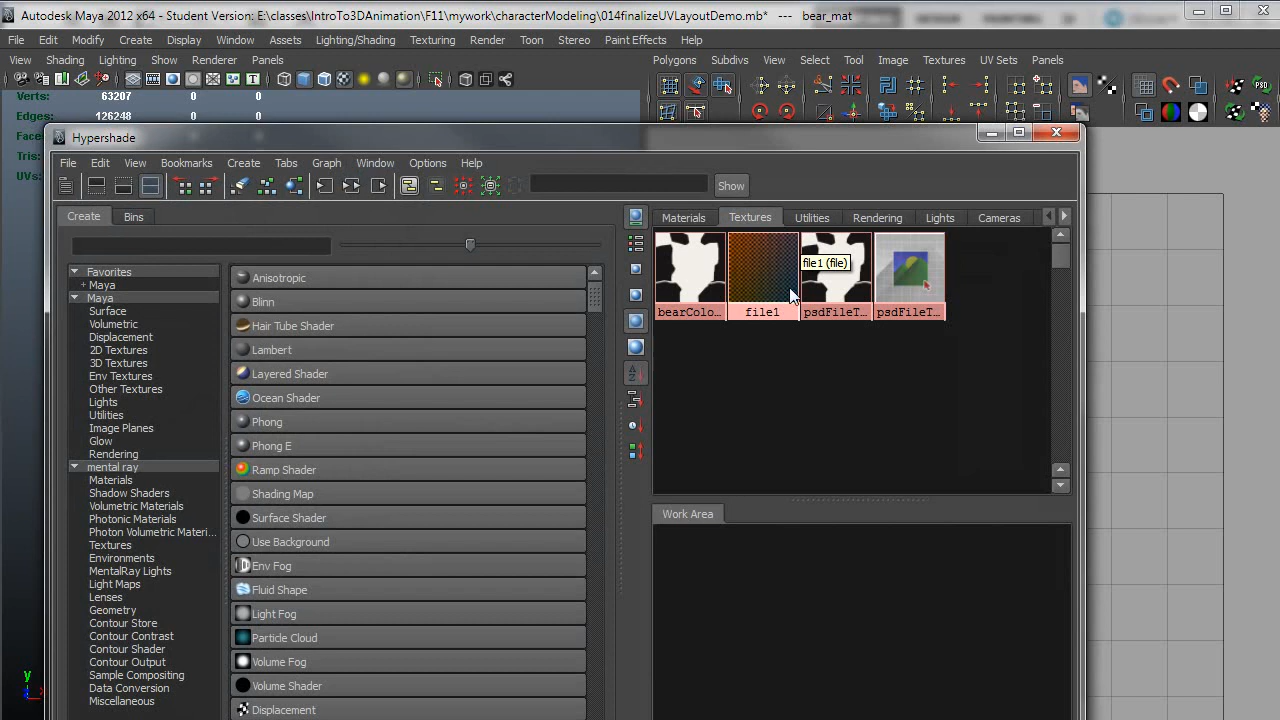 Autodesk Maya 2012 x64 - Student Version: E:\classes\IntroTo3DAnimation\F11\mywork\characterModeling\014finalizeUVLayoutDemo.mb* --- bear_mat
File Edit Modify Create Display Window Assets Lighting/Shading Texturing Render Toon Stereo Paint Effects Help
View Shading Lighting Show Renderer Panels
Polygons Subdivs View Select Tool Image Textures UV Sets Panels
Verts: 63207 0 0
Edges: 126248 0 0
Face
Tris:
UVs:
Hypershade
File Edit View Bookmarks Create Tabs Graph Window Options Help
Show
Create Bins
Materials Textures Utilities Rendering Lights Cameras
file1 (file)
bearColo... file1 psdFileT... psdFileT...
Favorites
+ Maya
Maya
Surface
Volumetric
Displacement
2D Textures
3D Textures
Env Textures
Other Textures
Lights
Utilities
Image Planes
Glow
Rendering
mental ray
Materials
Shadow Shaders
Volumetric Materials
Photonic Materials
Photon Volumetric Materi...
Textures
Environments
MentalRay Lights
Light Maps
Lenses
Geometry
Contour Store
Contour Contrast
Contour Shader
Contour Output
Sample Compositing
Data Conversion
Miscellaneous
Anisotropic
Blinn
Hair Tube Shader
Lambert
Layered Shader
Ocean Shader
Phong
Phong E
Ramp Shader
Shading Map
Surface Shader
Use Background
Env Fog
Fluid Shape
Light Fog
Particle Cloud
Volume Fog
Volume Shader
Displacement
Work Area
y